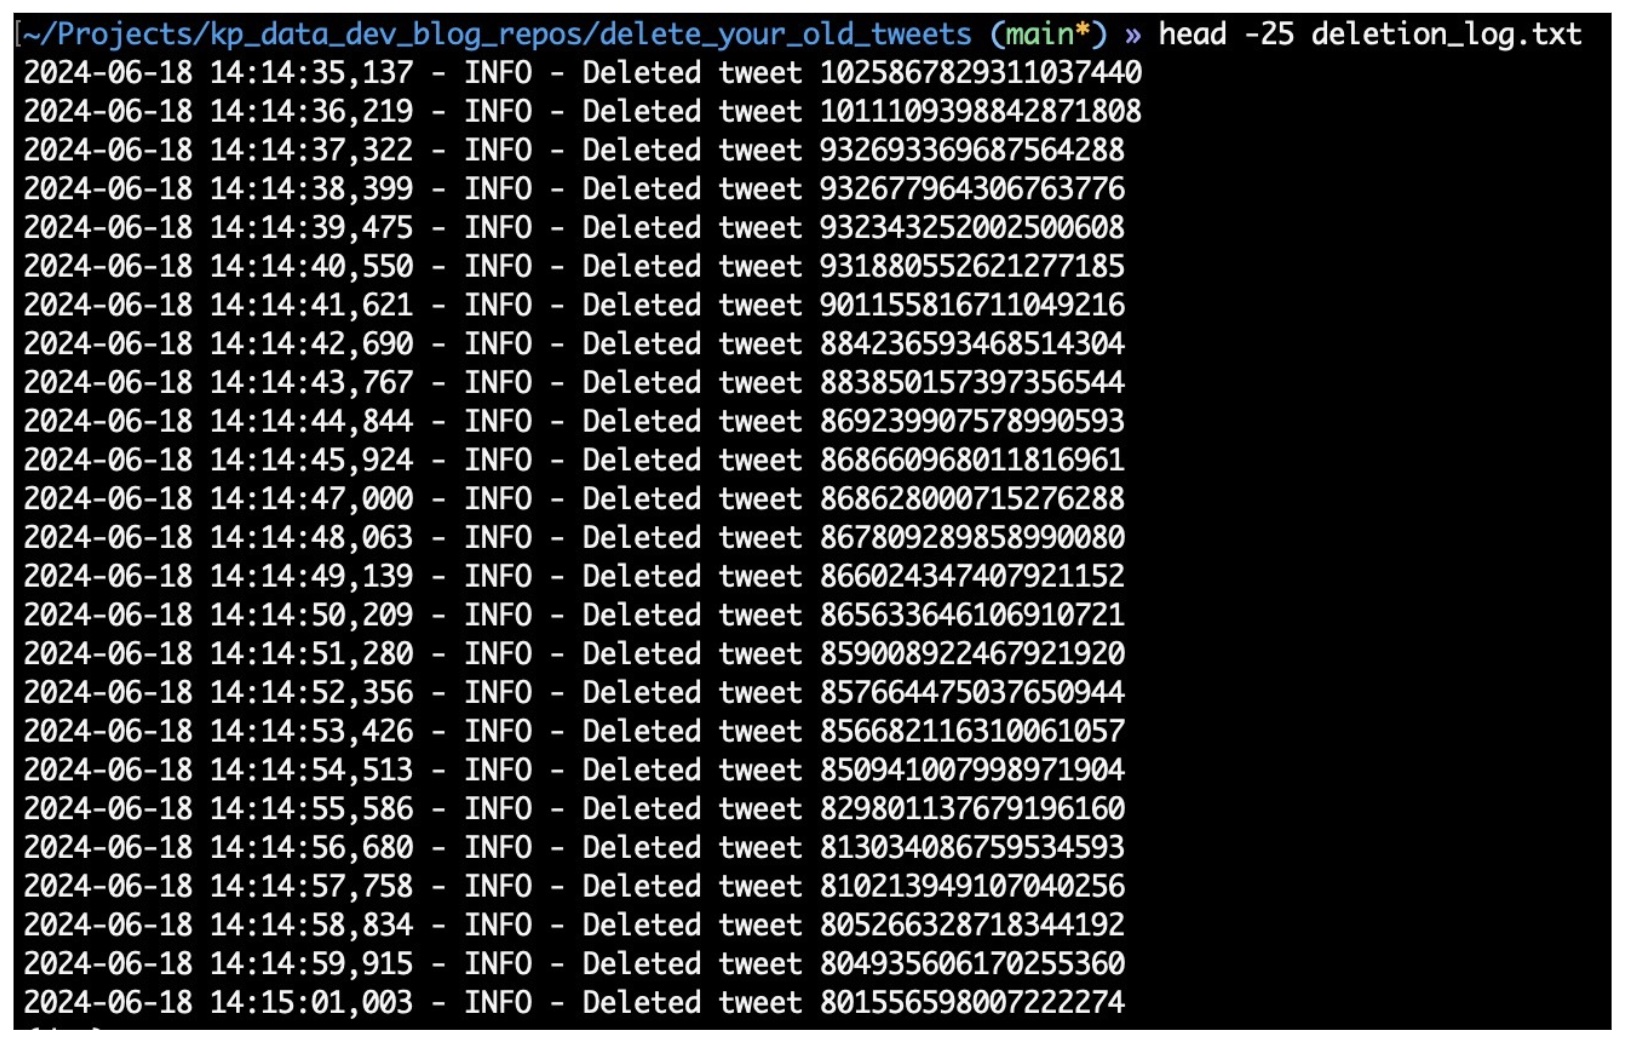 [~/Projects/kp_data_dev_blog_repos/delete_your_old_tweets (main*) » head -25 deletion_log.txt
2024-06-18 14:14:35,137 - INFO - Deleted tweet 1025867829311037440
2024-06-18 14:14:36,219 - INFO - Deleted tweet 1011109398842871808
2024-06-18 14:14:37,322 - INFO - Deleted tweet 932693369687564288
2024-06-18 14:14:38,399 - INFO - Deleted tweet 932677964306763776
2024-06-18 14:14:39,475 - INFO - Deleted tweet 932343252002500608
2024-06-18 14:14:40,550 - INFO - Deleted tweet 931880552621277185
2024-06-18 14:14:41,621 - INFO - Deleted tweet 901155816711049216
2024-06-18 14:14:42,690 - INFO - Deleted tweet 884236593468514304
2024-06-18 14:14:43,767 - INFO - Deleted tweet 883850157397356544
2024-06-18 14:14:44,844 - INFO - Deleted tweet 869239907578990593
2024-06-18 14:14:45,924 - INFO - Deleted tweet 868660968011816961
2024-06-18 14:14:47,000 - INFO - Deleted tweet 868628000715276288
2024-06-18 14:14:48,063 - INFO - Deleted tweet 867809289858990080
2024-06-18 14:14:49,139 - INFO - Deleted tweet 866024347407921152
2024-06-18 14:14:50,209 - INFO - Deleted tweet 865633646106910721
2024-06-18 14:14:51,280 - INFO - Deleted tweet 859008922467921920
2024-06-18 14:14:52,356 - INFO - Deleted tweet 857664475037650944
2024-06-18 14:14:53,426 - INFO - Deleted tweet 856682116310061057
2024-06-18 14:14:54,513 - INFO - Deleted tweet 850941007998971904
2024-06-18 14:14:55,586 - INFO - Deleted tweet 829801137679196160
2024-06-18 14:14:56,680 - INFO - Deleted tweet 813034086759534593
2024-06-18 14:14:57,758 - INFO - Deleted tweet 810213949107040256
2024-06-18 14:14:58,834 - INFO - Deleted tweet 805266328718344192
2024-06-18 14:14:59,915 - INFO - Deleted tweet 804935606170255360
2024-06-18 14:15:01,003 - INFO - Deleted tweet 801556598007222274